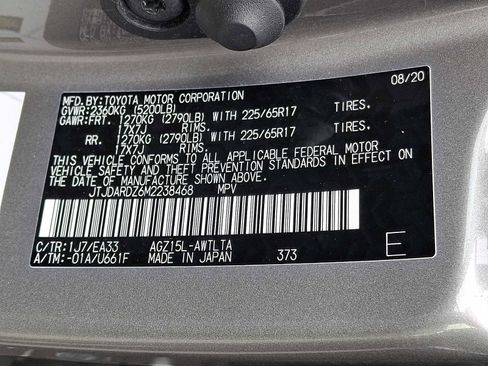 MFD.BY:TOYOTA MOTOR CORPORATION 08/20
GVWR:2360KG (5200LB)
GAWR:FRT. 1270KG (2790LB) WITH 225/65R17 TIRES.
17X7J RIMS.
RR. 1270KG (2790LB) WITH 225/65R17 TIRES.
17X7J RIMS.
THIS VEHICLE CONFORMS TO ALL APPLICABLE FEDERAL MOTOR
VEHICLE SAFETY AND THEFT PREVENTION STANDARDS IN EFFECT ON
THE DATE OF MANUFACTURE SHOWN ABOVE.
JTJDARDZ6M2238468 MPV
C/TR:1J7/EA33 AGZ15L-AWTLTA
A/TM:-01A/U661F MADE IN JAPAN 373 E